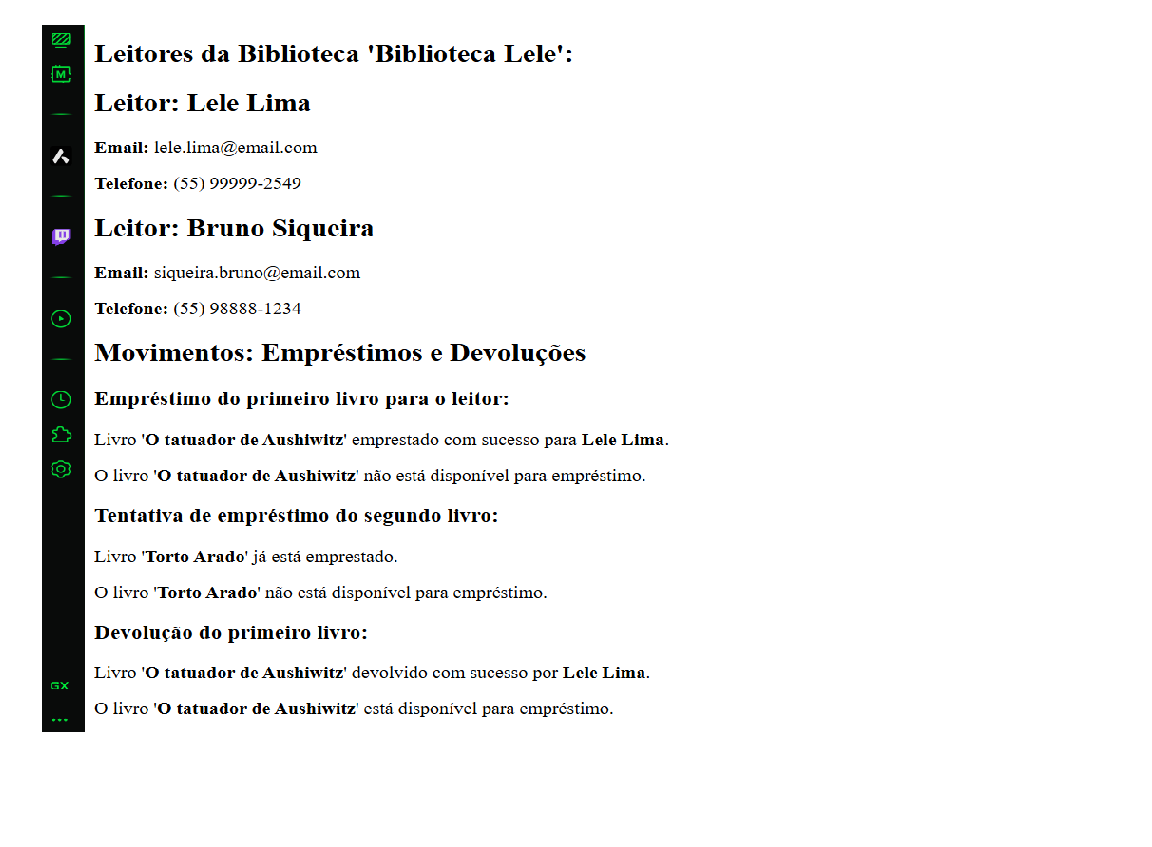 Leitores da Biblioteca 'Biblioteca Lele':
Leitor: Lele Lima
Email: lele.lima@email.com
Telefone: (55) 99999-2549
Leitor: Bruno Siqueira
Email: siqueira.bruno@email.com
Telefone: (55) 98888-1234
Movimentos: Empréstimos e Devoluções
Empréstimo do primeiro livro para o leitor:
Livro 'O tatuador de Aushiwitz' emprestado com sucesso para Lele Lima.
O livro 'O tatuador de Aushiwitz' não está disponível para empréstimo.
Tentativa de empréstimo do segundo livro:
Livro 'Torto Arado' já está emprestado.
O livro 'Torto Arado' não está disponível para empréstimo.
Devolução do primeiro livro:
Livro 'O tatuador de Aushiwitz' devolvido com sucesso por Lele Lima.
O livro 'O tatuador de Aushiwitz' está disponível para empréstimo.
M
GX